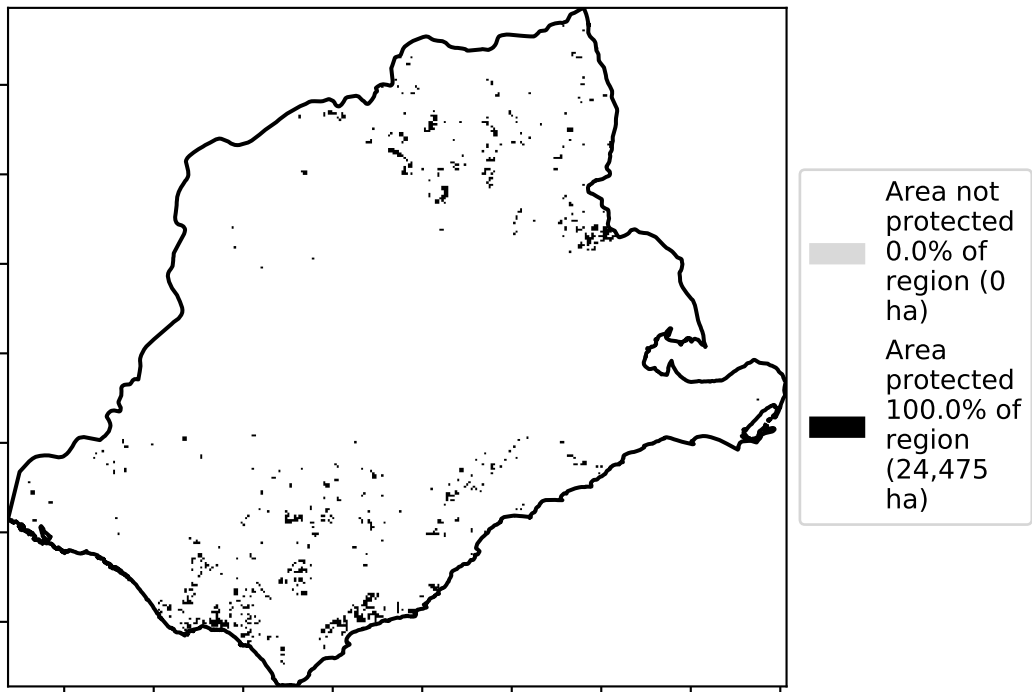 Area not
protected
0.0% of
region (0
ha)
Area
protected
100.0% of
region
(24,475
ha)